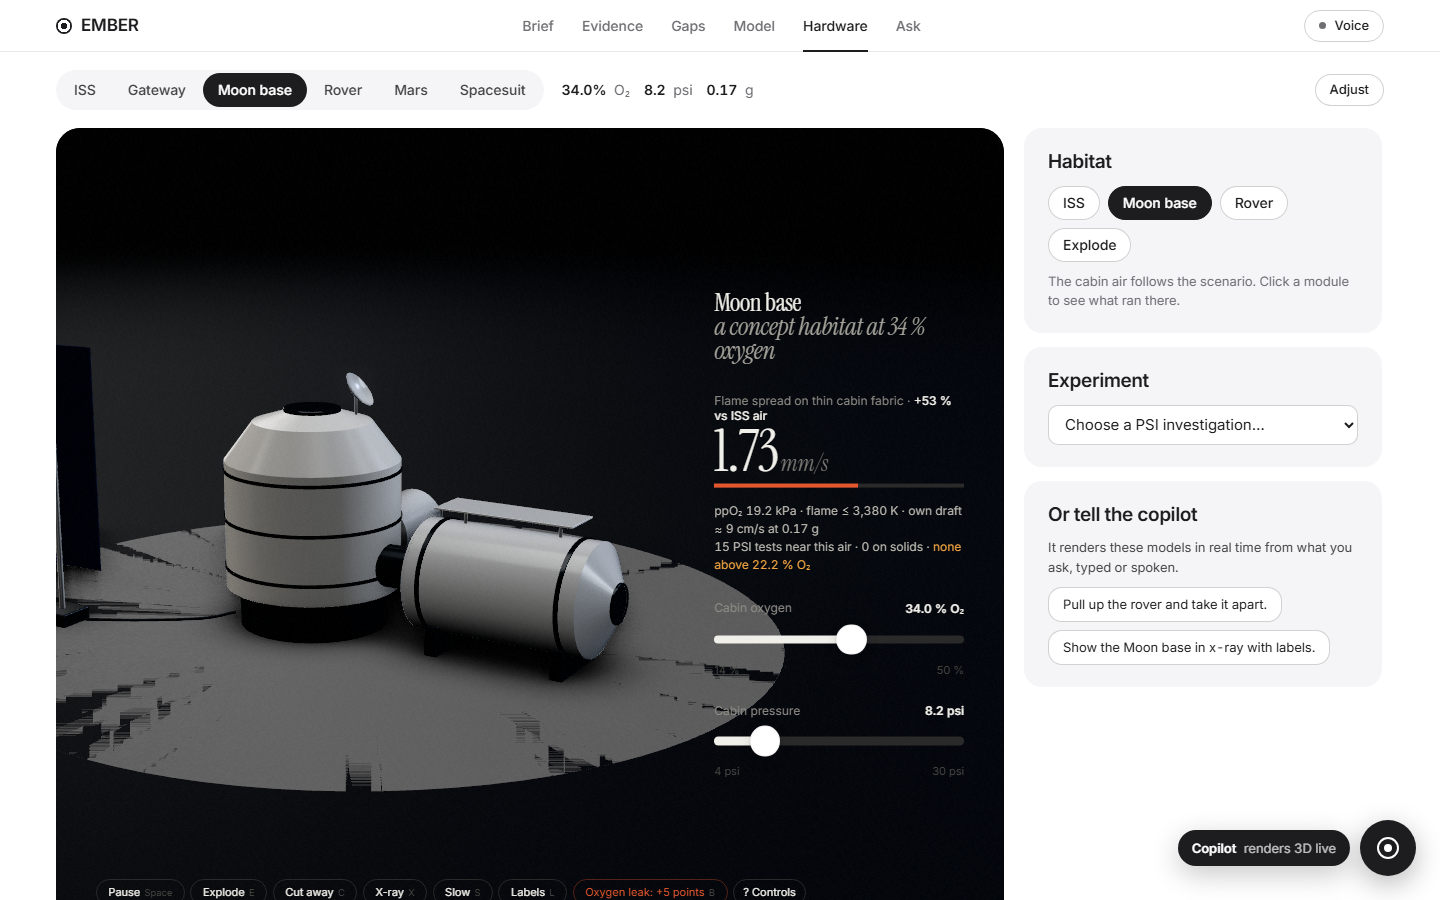 EMBER
Brief Evidence Gaps Model Hardware Ask
Voice
ISS Gateway Moon base Rover Mars Spacesuit 34.0% O₂ 8.2 psi 0.17 g
Adjust
Moon base
a concept habitat at 34 %
oxygen
Flame spread on thin cabin fabric · +53 %
vs ISS air
1.73 mm/s
ppO₂ 19.2 kPa · flame ≤ 3,380 K · own draft
≈ 9 cm/s at 0.17 g
15 PSI tests near this air · 0 on solids · none
above 22.2 % O₂
Cabin oxygen 34.0 % O₂
14 % 50 %
Cabin pressure 8.2 psi
4 psi 30 psi
Pause Space Explode E Cut away C X-ray X Slow S Labels L Oxygen leak: +5 points B ? Controls
Habitat
ISS Moon base Rover
Explode
The cabin air follows the scenario. Click a module
to see what ran there.
Experiment
Choose a PSI investigation...
Or tell the copilot
It renders these models in real time from what you
ask, typed or spoken.
Pull up the rover and take it apart.
Show the Moon base in x-ray with labels.
Copilot renders 3D live